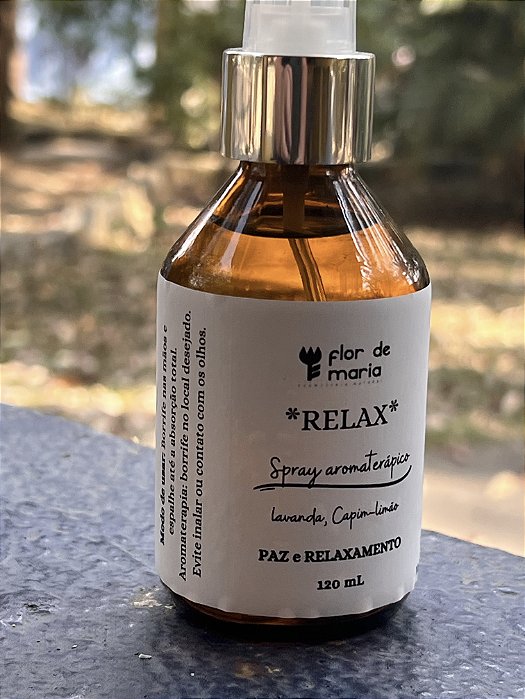 flor de
maria
*RELAX*
Spray aromaterápico
lavanda, Capim-limão
PAZ e RELAXAMENTO
120 mL
Modo de usar: Borrife nas mãos e
espalhe até a absorção total.
Aromaterapia: borrife no local desejado.
Evite inalar ou contato com os olhos.